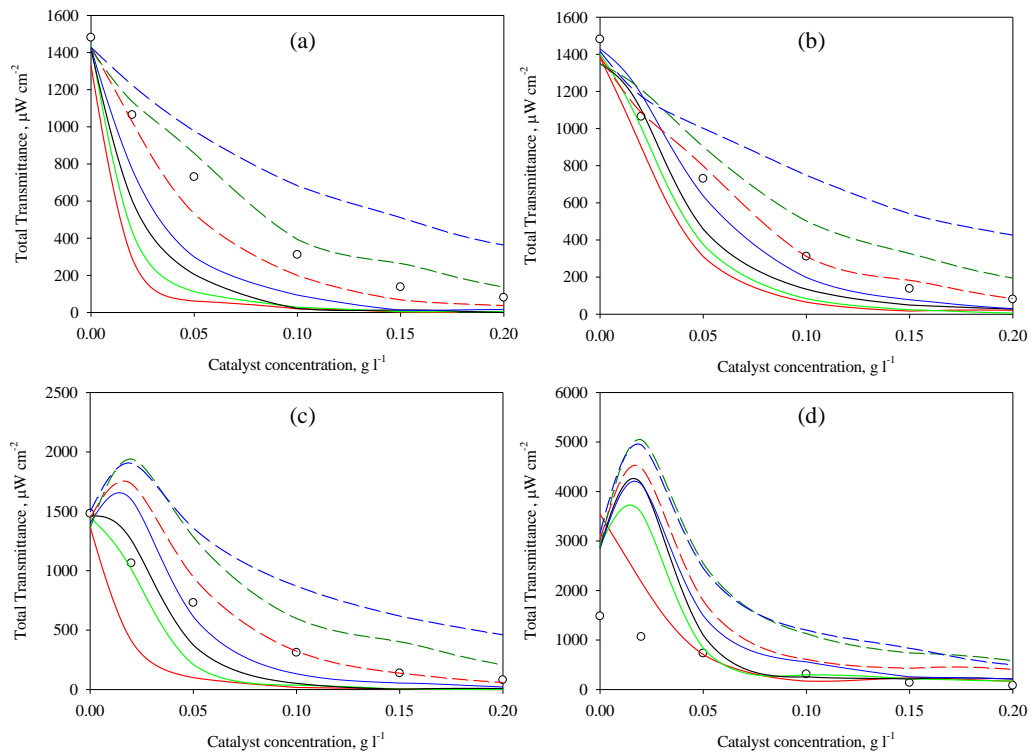 (a)
Total Transmittance , µW cm-2
1600
1400
1200
1000
800
600
400
200
0
0.00 0.05 0.10 0.15 0.20
Catalyst concentration, g l-1
(b)
Total Transmittance , µW cm-2
1600
1400
1200
1000
800
600
400
200
0
0.00 0.05 0.10 0.15 0.20
Catalyst concentration, g l-1
(c)
Total Transmittance , µW cm-2
2500
2000
1500
1000
500
0
0.00 0.05 0.10 0.15 0.20
Catalyst concentration, g l-1
(d)
Total Transmittance , µW cm-2
6000
5000
4000
3000
2000
1000
0
0.00 0.05 0.10 0.15 0.20
Catalyst concentration, g l-1